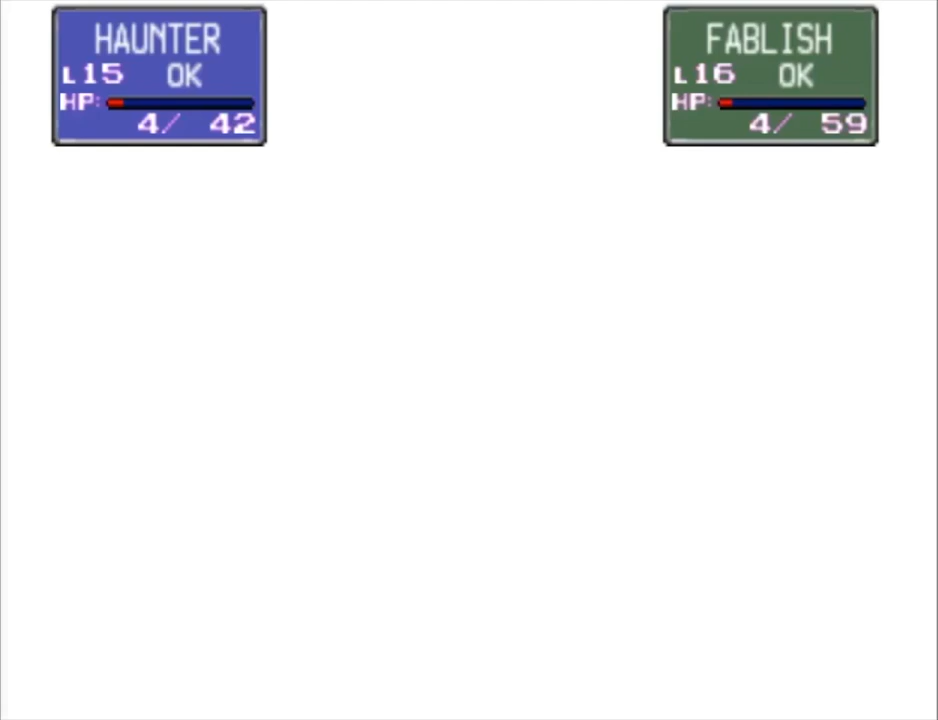 HAUNTER
L15 OK
HP:
4/ 42
FABLISH
L16 OK
HP:
4/ 59